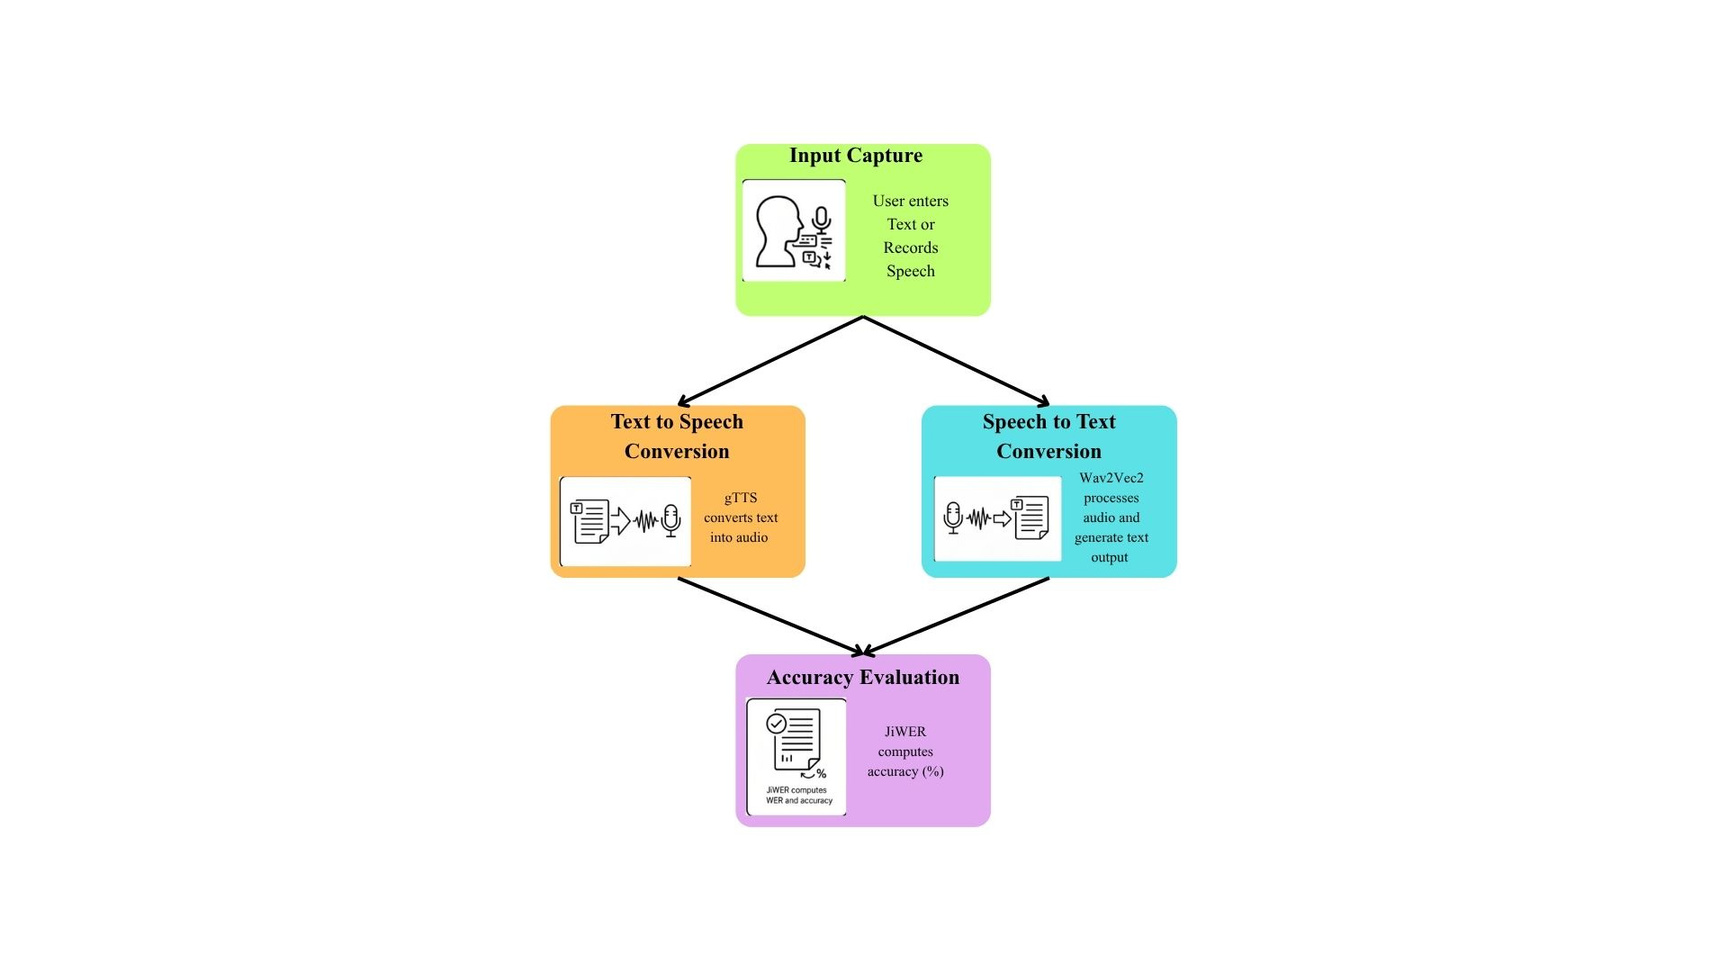 Input Capture
User enters
Text or
Records
Speech
T
Text to Speech
Conversion
T
gTTS
converts text
into audio
Speech to Text
Conversion
T
Wav2Vec2
processes
audio and
generate text
output
Accuracy Evaluation
%
JiWER computes
WER and accuracy
JiWER
computes
accuracy (%)